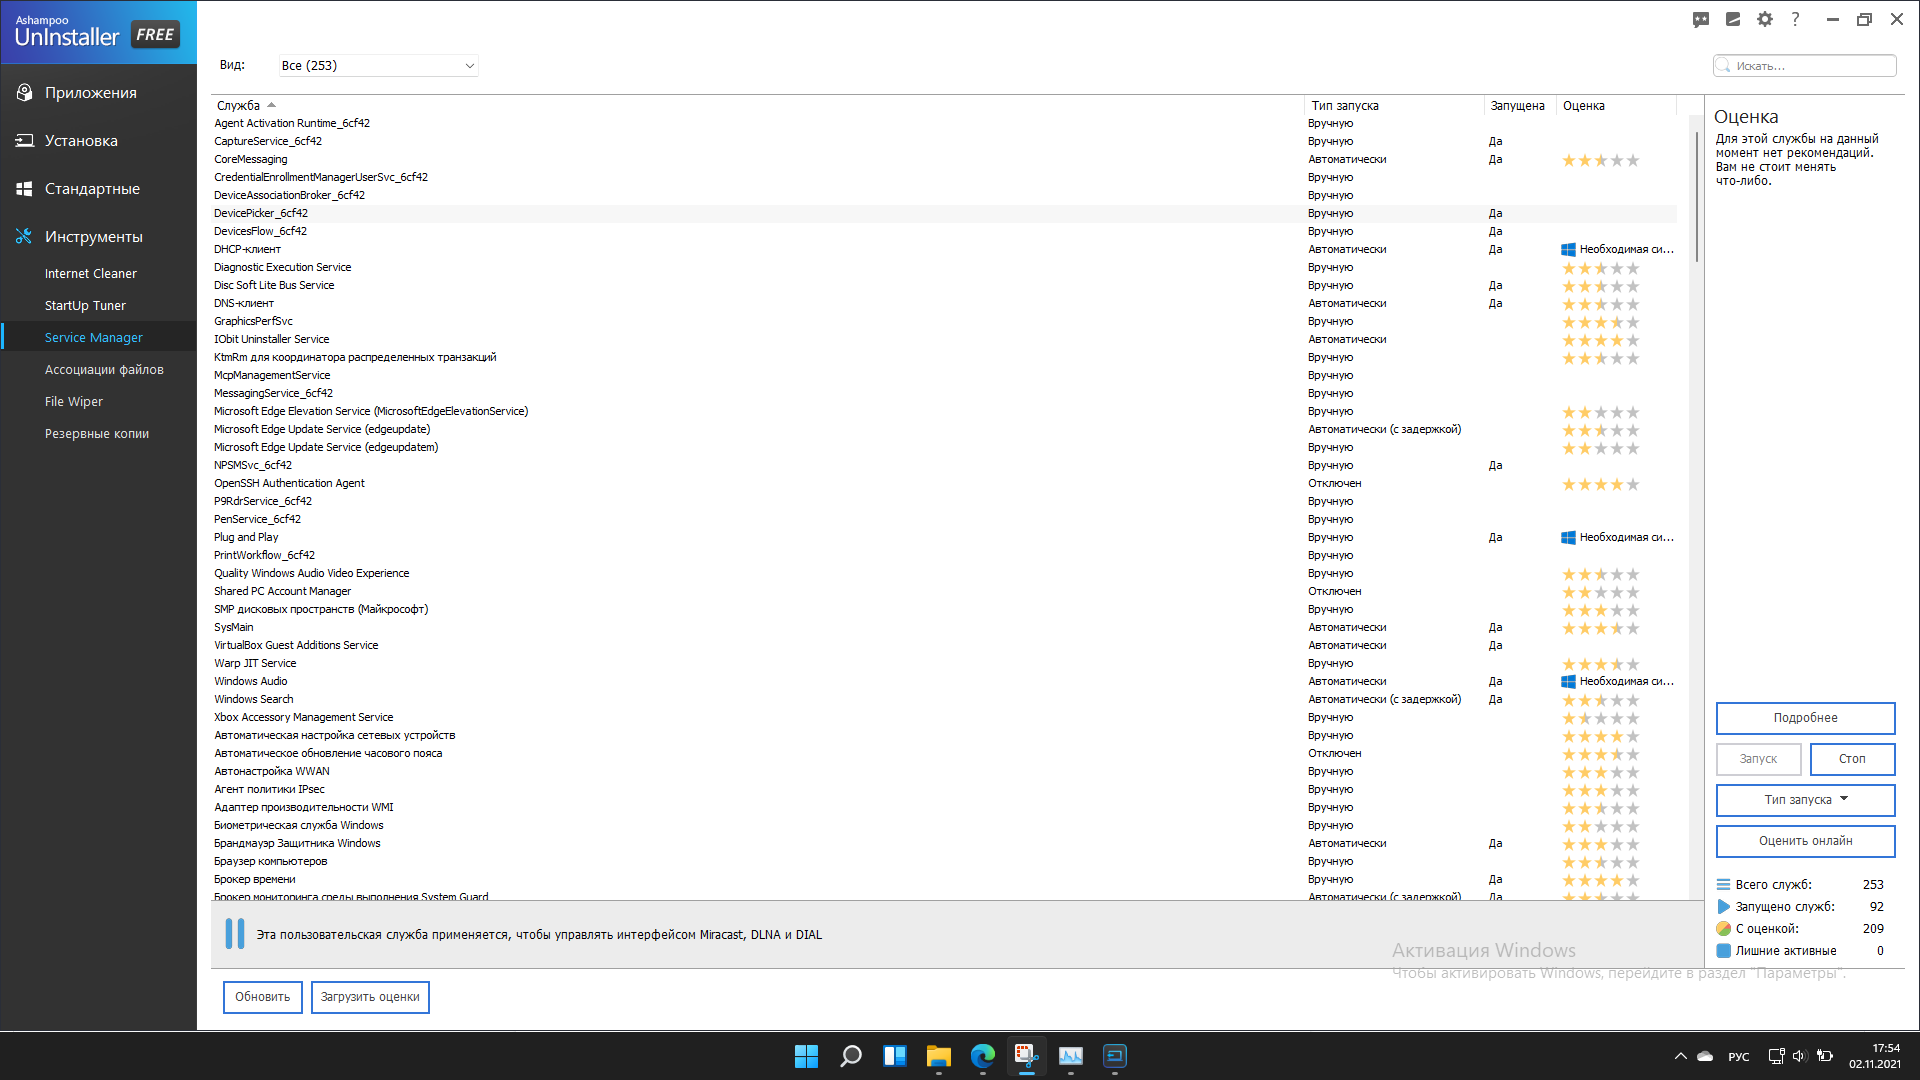 Ashampoo
UnInstaller FREE
Приложения
Установка
Стандартные
Инструменты
Internet Cleaner
StartUp Tuner
Service Manager
Ассоциации файлов
File Wiper
Резервные копии
Вид: Все (253)
Искать...
Служба Тип запуска Запущена Оценка
Agent Activation Runtime_6cf42 Вручную
CaptureService_6cf42 Вручную Да
CoreMessaging Автоматически Да
CredentialEnrollmentManagerUserSvc_6cf42 Вручную
DeviceAssociationBroker_6cf42 Вручную
DevicePicker_6cf42 Вручную Да
DevicesFlow_6cf42 Вручную Да
DHCP-клиент Автоматически Да Необходимая си...
Diagnostic Execution Service Вручную
Disc Soft Lite Bus Service Вручную Да
DNS-клиент Автоматически Да
GraphicsPerfSvc Вручную
IObit Uninstaller Service Автоматически
KtmRm для координатора распределенных транзакций Вручную
McpManagementService Вручную
MessagingService_6cf42 Вручную
Microsoft Edge Elevation Service (MicrosoftEdgeElevationService) Вручную
Microsoft Edge Update Service (edgeupdate) Автоматически (с задержкой)
Microsoft Edge Update Service (edgeupdatem) Вручную
NPSMSvc_6cf42 Вручную Да
OpenSSH Authentication Agent Отключен
P9RdrService_6cf42 Вручную
PenService_6cf42 Вручную
Plug and Play Вручную Да Необходимая си...
PrintWorkflow_6cf42 Вручную
Quality Windows Audio Video Experience Вручную
Shared PC Account Manager Отключен
SMP дисковых пространств (Майкрософт) Вручную
SysMain Автоматически Да
VirtualBox Guest Additions Service Автоматически Да
Warp JIT Service Вручную
Windows Audio Автоматически Да Необходимая си...
Windows Search Автоматически (с задержкой) Да
Xbox Accessory Management Service Вручную
Автоматическая настройка сетевых устройств Вручную
Автоматическое обновление часового пояса Отключен
Автонастройка WWAN Вручную
Агент политики IPsec Вручную
Адаптер производительности WMI Вручную
Биометрическая служба Windows Вручную
Брандмауэр Защитника Windows Автоматически Да
Браузер компьютеров Вручную
Брокер времени Вручную Да
Брокер мониторинга среды выполнения System Guard Автоматически (с задержкой) Да
Оценка
Для этой службы на данный
момент нет рекомендаций.
Вам не стоит менять
что-либо.
Подробнее
Запуск Стоп
Тип запуска
Оценить онлайн
Всего служб: 253
Запущено служб: 92
С оценкой: 209
Лишние активные 0
Эта пользовательская служба применяется, чтобы управлять интерфейсом Miracast, DLNA и DIAL
Активация Windows
Чтобы активировать Windows, перейдите в раздел "Параметры".
Обновить Загрузить оценки
РУС
17:54
02.11.2021